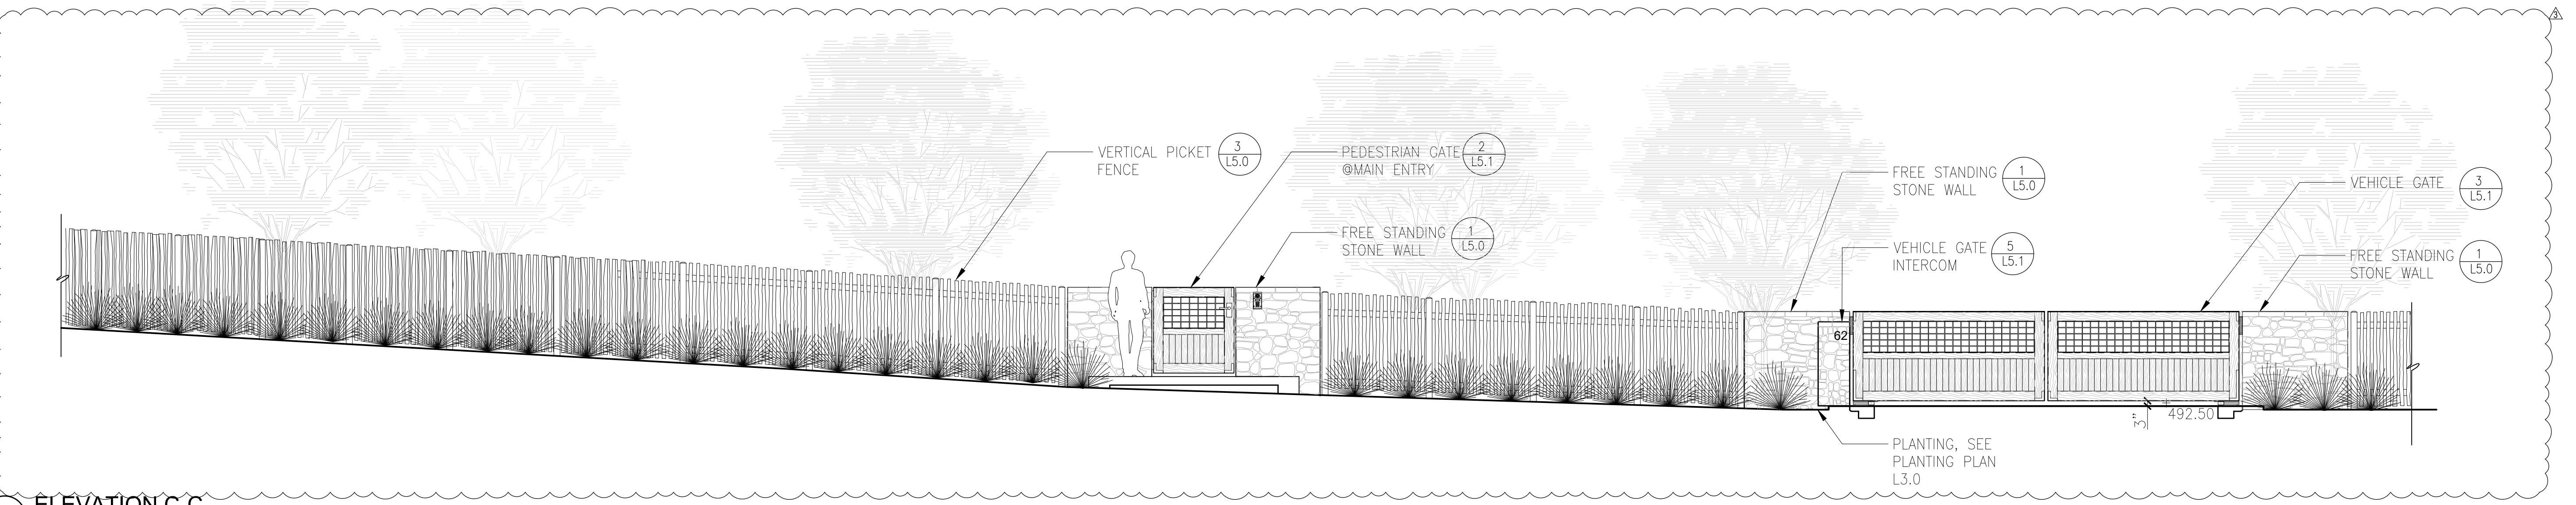 3
VERTICAL PICKET
FENCE
3
L5.0
PEDESTRIAN GATE
@MAIN ENTRY
2
L5.1
FREE STANDING
STONE WALL
1
L5.0
FREE STANDING
STONE WALL
1
L5.0
VEHICLE GATE
INTERCOM
5
L5.1
VEHICLE GATE
3
L5.1
FREE STANDING
STONE WALL
1
L5.0
62
3"
492.50
PLANTING, SEE
PLANTING PLAN
L3.0
ELEVATION C-C